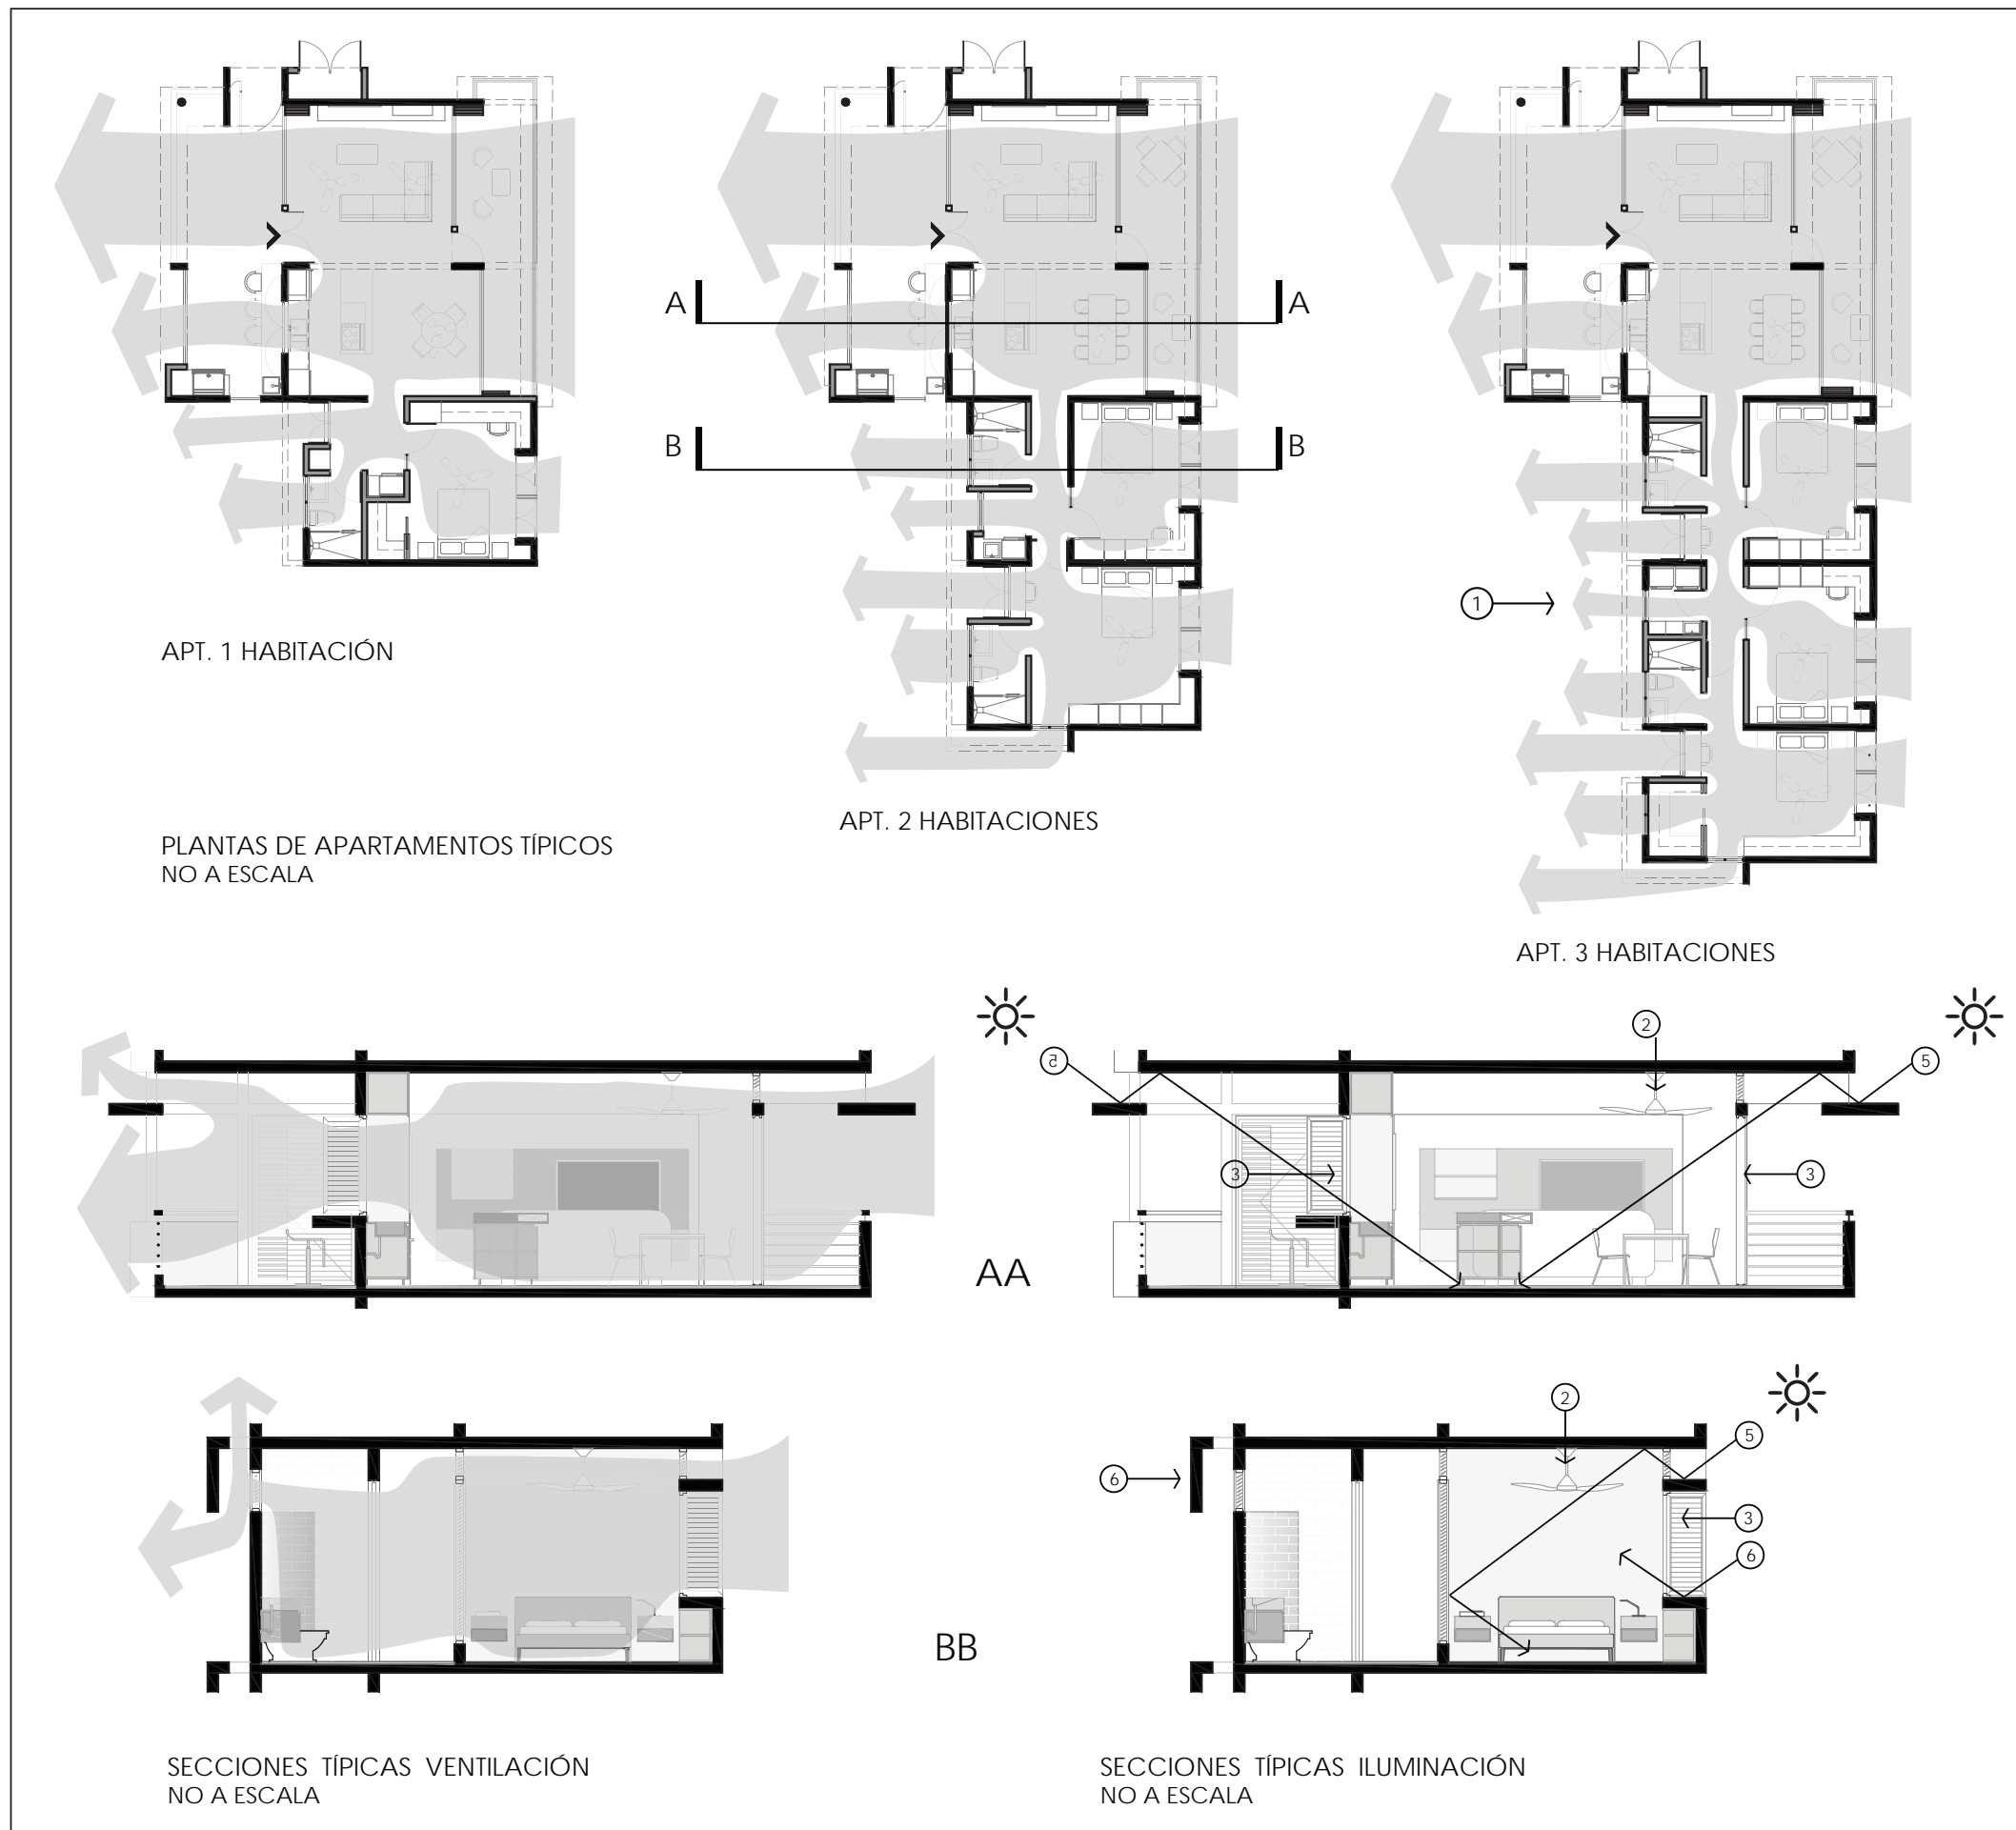 A
A
B
B
1
APT. 1 HABITACIÓN
APT. 2 HABITACIONES
PLANTAS DE APARTAMENTOS TÍPICOS
NO A ESCALA
APT. 3 HABITACIONES
2
5
5
3
3
AA
2
5
6
3
6
BB
SECCIONES TÍPICAS VENTILACIÓN
NO A ESCALA
SECCIONES TÍPICAS ILUMINACIÓN
NO A ESCALA